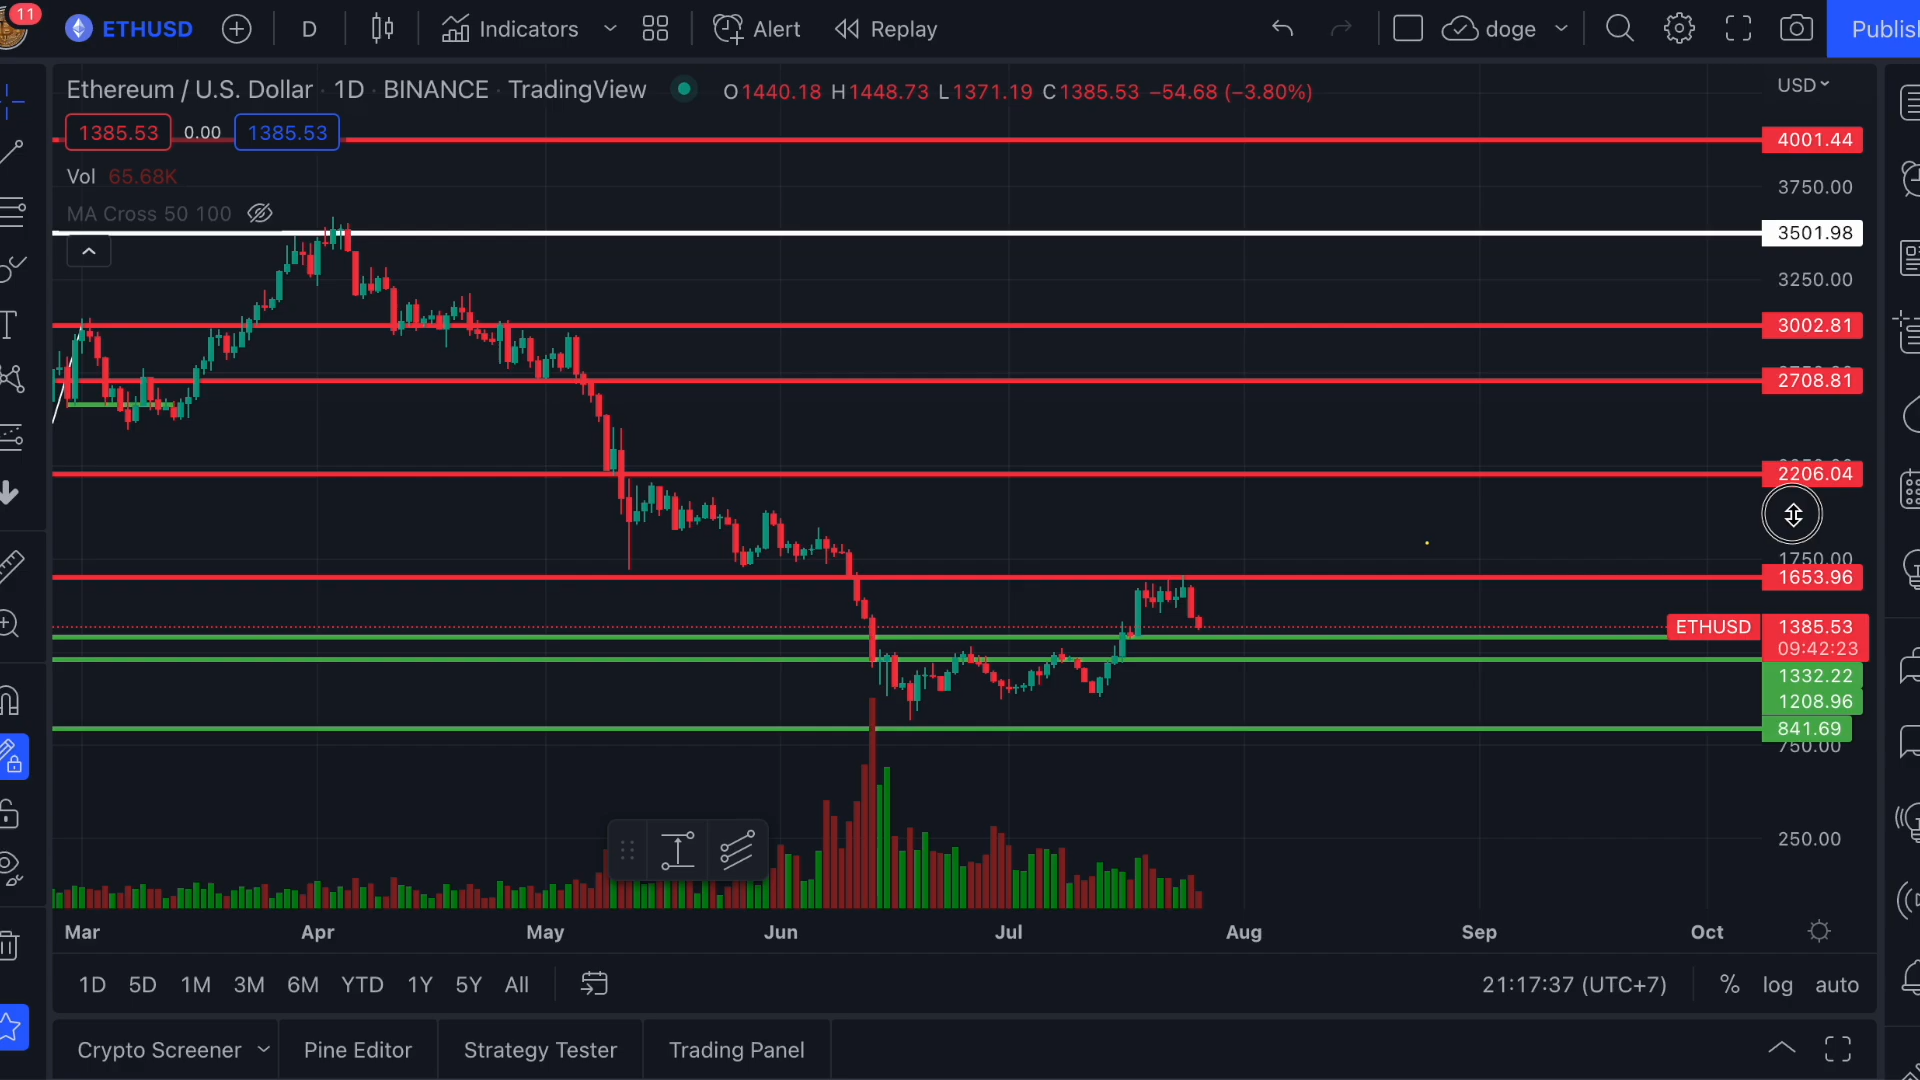 11
ETHUSD
D
Indicators
Alert
Replay
doge
Publish
Ethereum / U.S. Dollar · 1D · BINANCE · TradingView
O1440.18 H1448.73 L1371.19 C1385.53 −54.68 (−3.80%)
USD
1385.53
0.00
1385.53
4001.44
Vol 65.68K
3750.00
MA Cross 50 100
3501.98
3250.00
3002.81
2708.81
2206.04
1750.00
1653.96
ETHUSD
1385.53
09:42:23
1332.22
1208.96
841.69
750.00
250.00
Mar Apr May Jun Jul Aug Sep Oct
1D 5D 1M 3M 6M YTD 1Y 5Y All
21:17:37 (UTC+7)
% log auto
Crypto Screener
Pine Editor
Strategy Tester
Trading Panel